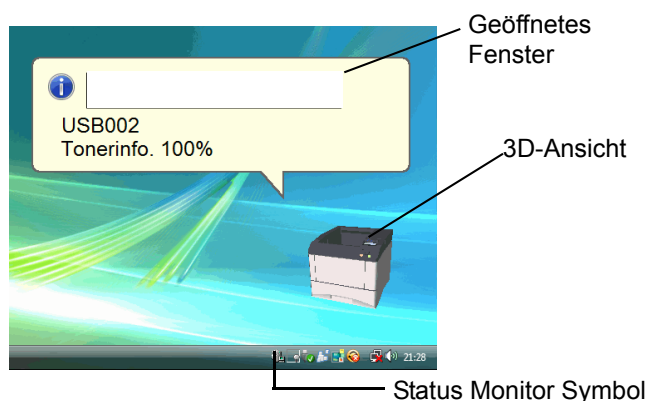 Geöffnetes
Fenster
USB002
Tonerinfo. 100%
3D-Ansicht
21:28
Status Monitor Symbol